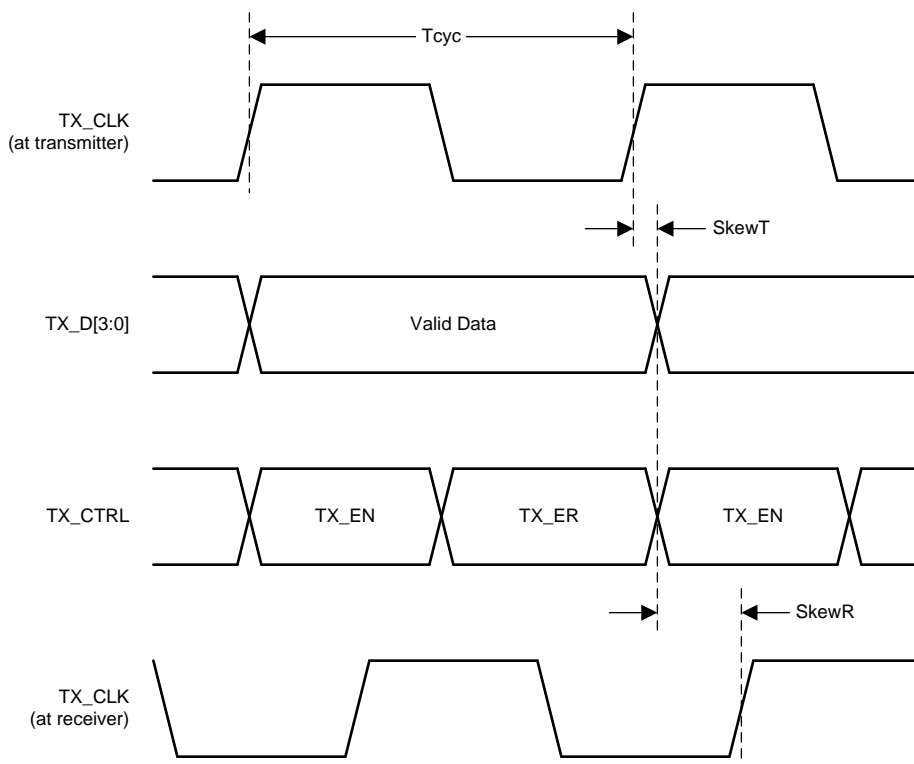 Tcyc
TX_CLK
(at transmitter)
SkewT
TX_D[3:0]
Valid Data
TX_CTRL
TX_EN
TX_ER
TX_EN
SkewR
TX_CLK
(at receiver)